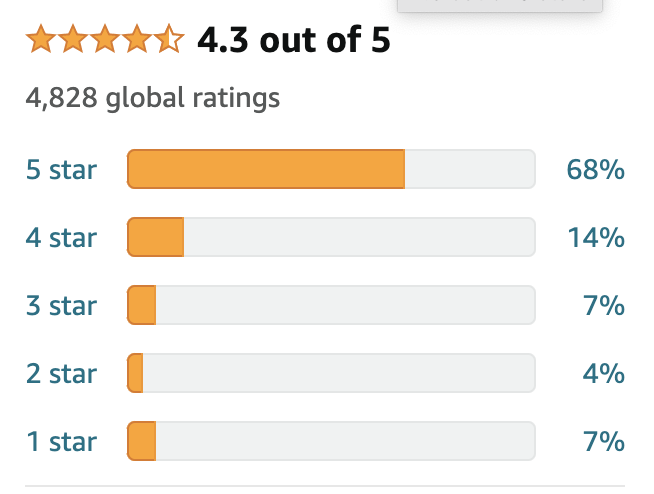 4.3 out of 5
4,828 global ratings
5 star 68%
4 star 14%
3 star 7%
2 star 4%
1 star 7%